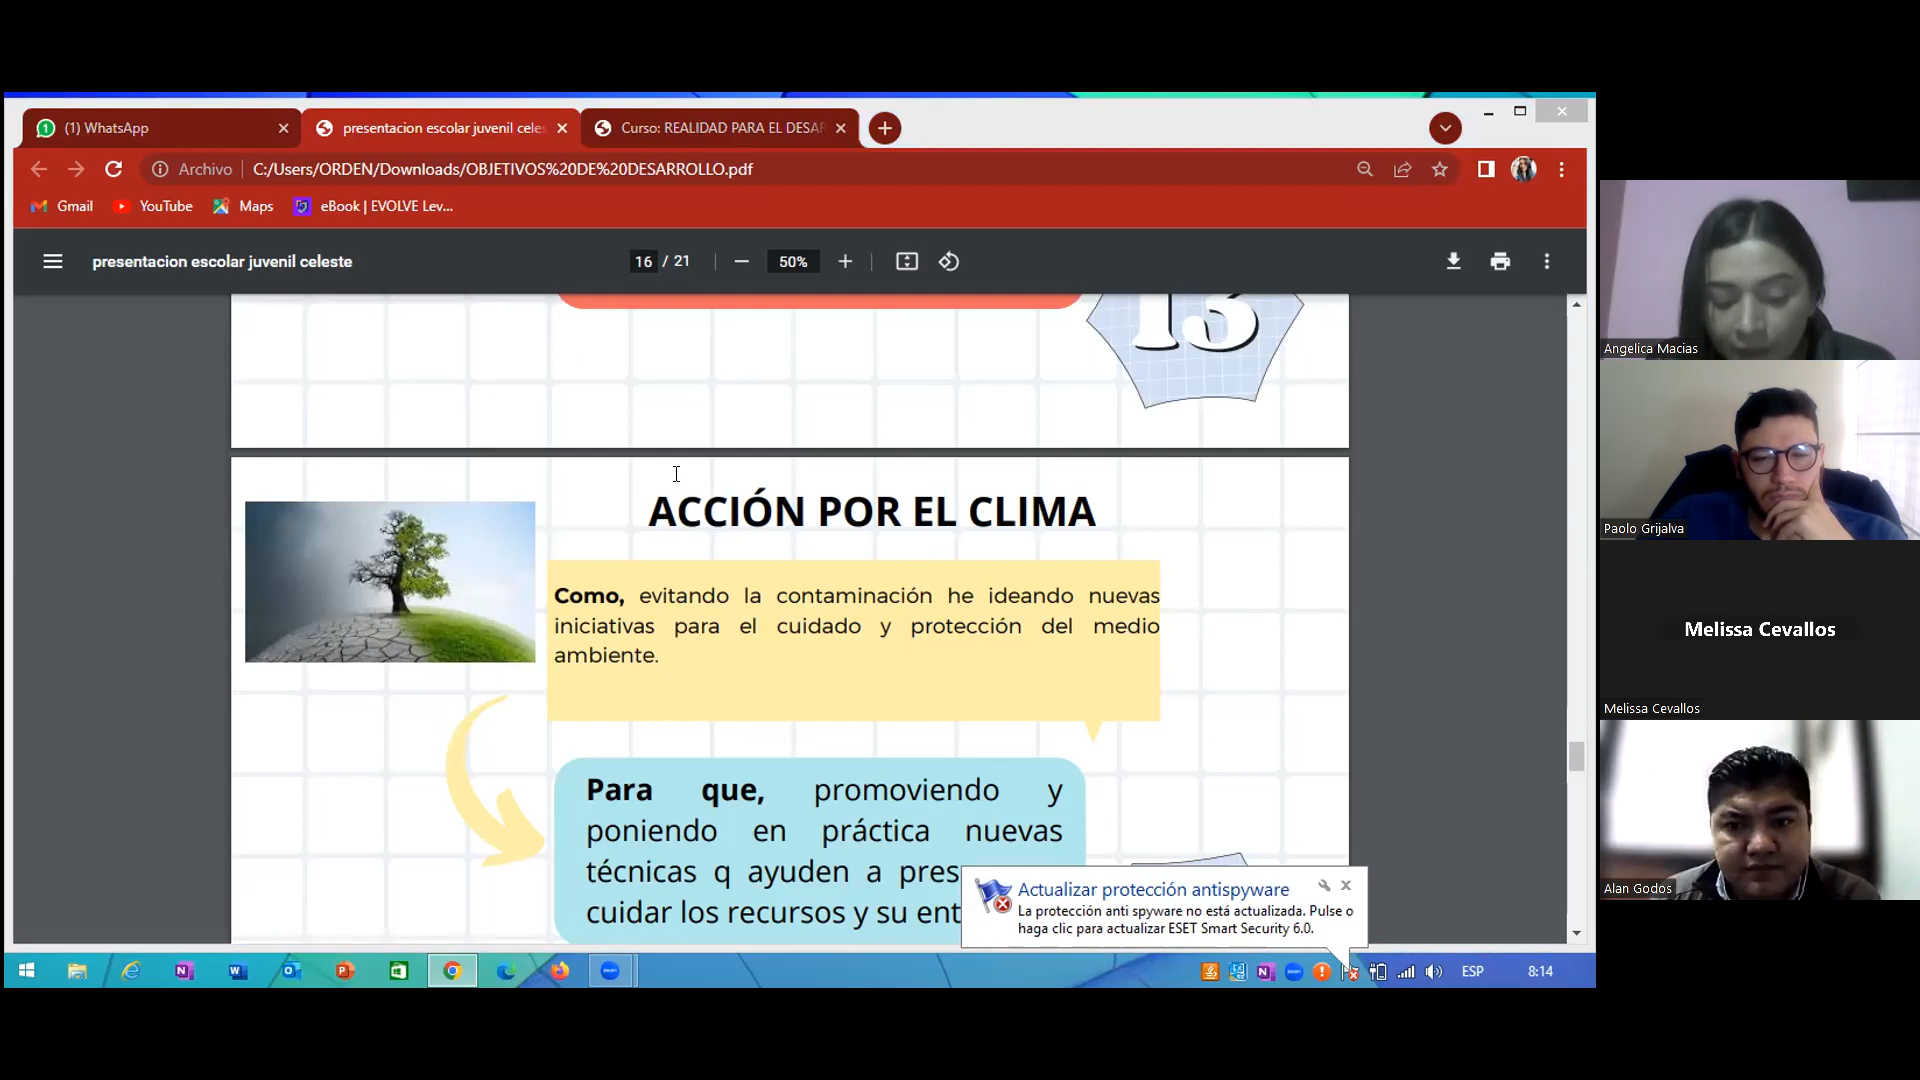 (1) WhatsApp
presentacion escolar juvenil celes
Curso: REALIDAD PARA EL DESAR
Archivo
C:/Users/ORDEN/Downloads/OBJETIVOS%20DE%20DESARROLLO.pdf
Gmail
YouTube
Maps
eBook | EVOLVE Lev...
presentacion escolar juvenil celeste
16 / 21
50%
13
ACCIÓN POR EL CLIMA
Como, evitando la contaminación he ideando nuevas
iniciativas para el cuidado y protección del medio
ambiente.
Para que, promoviendo y
poniendo en práctica nuevas
técnicas q ayuden a pres
cuidar los recursos y su ent
Actualizar protección antispyware
La protección anti spyware no está actualizada. Pulse o
haga clic para actualizar ESET Smart Security 6.0.
ESP
8:14
Angelica Macias
Paolo Grijalva
Melissa Cevallos
Melissa Cevallos
Alan Godos